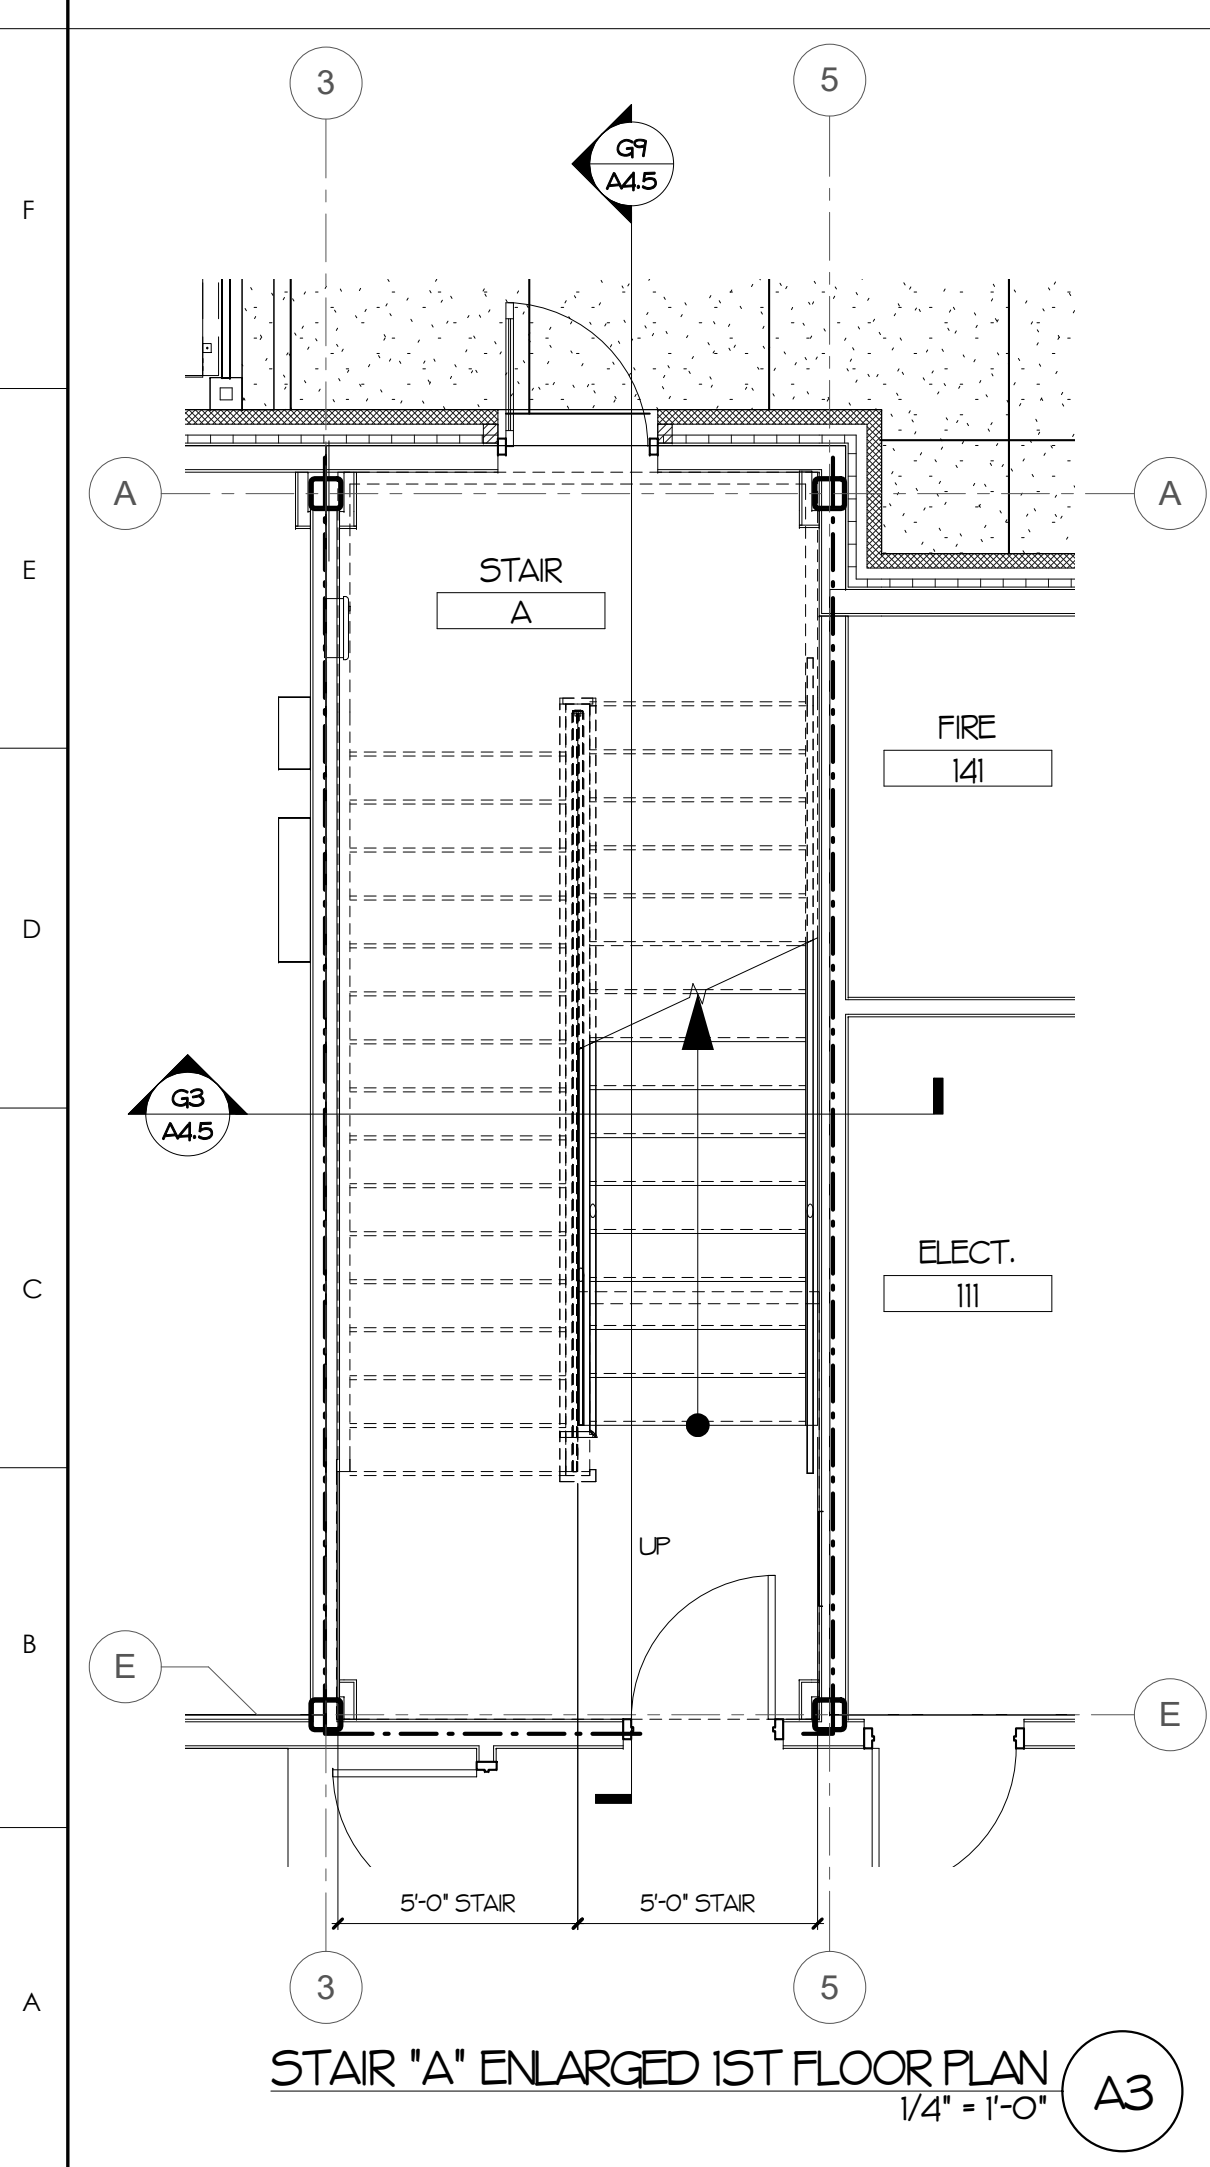 3
5
G9
A4.5
F
A
A
STAIR
A
E
FIRE
141
D
G3
A4.5
ELECT.
111
C
UP
B
E
E
5'-0" STAIR
5'-0" STAIR
3
5
A
STAIR "A" ENLARGED 1ST FLOOR PLAN
1/4" = 1'-0"
A3